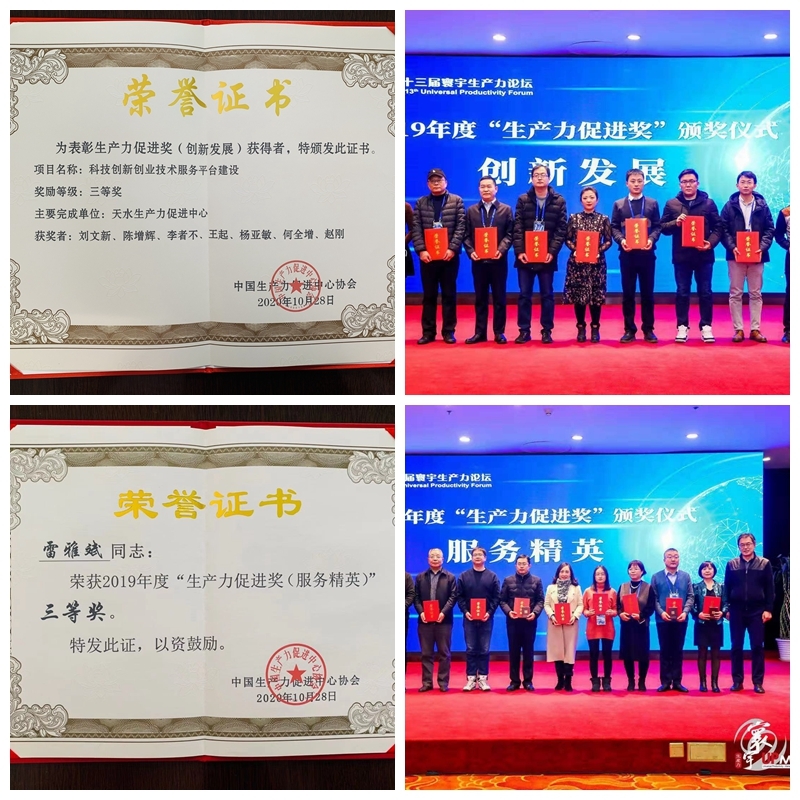 荣誉证书
为表彰生产力促进奖（创新发展）获得者，特颁发此证书。
项目名称：科技创新创业技术服务平台建设
奖励等级：三等奖
主要完成单位：天水生产力促进中心
获奖者：刘文新、陈增辉、李者不、王起、杨亚敏、何全增、赵刚
中国生产力促进中心协会
2020年10月28日
十三届寰宇生产力论坛
13th Universal Productivity Forum
19年度“生产力促进奖”颁奖仪式
创新发展
荣誉证书
雷雅斌同志：
荣获2019年度“生产力促进奖（服务精英）”
三等奖。
特发此证，以资鼓励。
中国生产力促进中心协会
2020年10月28日
届寰宇生产力论坛
Universal Productivity Forum
年度“生产力促进奖”颁奖仪式
服务精英